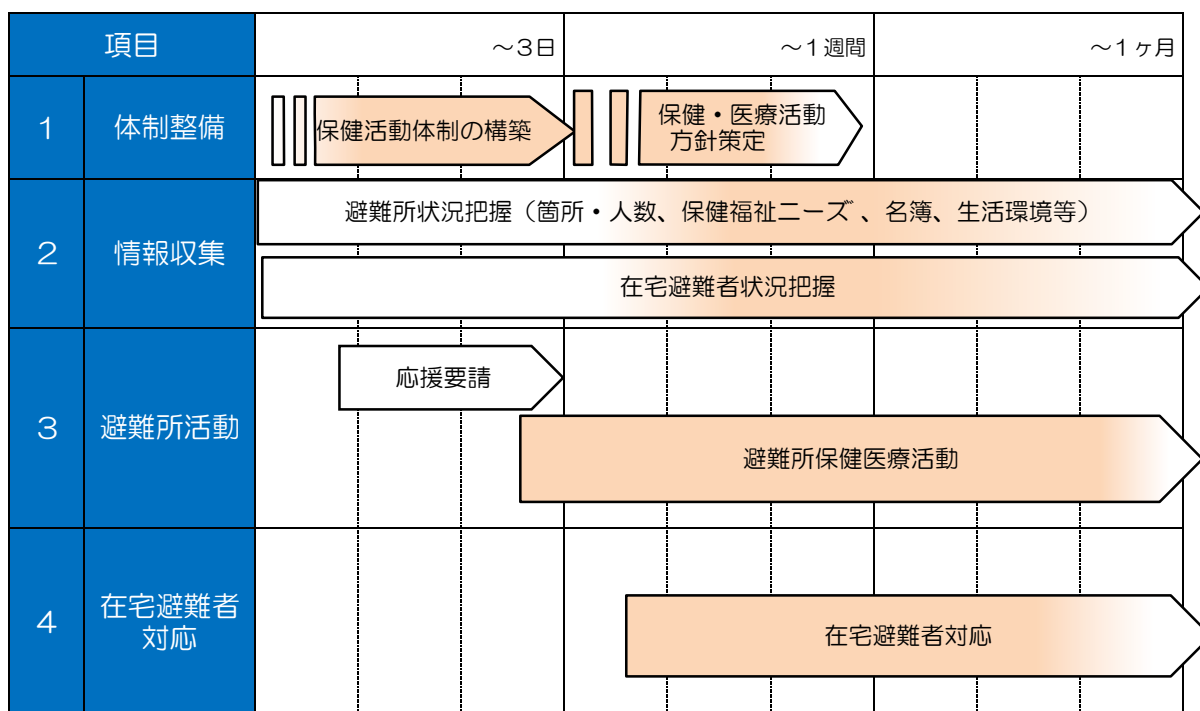 項目
～3日
～1週間
～1ヶ月
1
体制整備
保健活動体制の構築
保健・医療活動
方針策定
2
情報収集
避難所状況把握（箇所・人数、保健福祉ニーズ、名簿、生活環境等）
在宅避難者状況把握
3
避難所活動
応援要請
避難所保健医療活動
4
在宅避難者
対応
在宅避難者対応